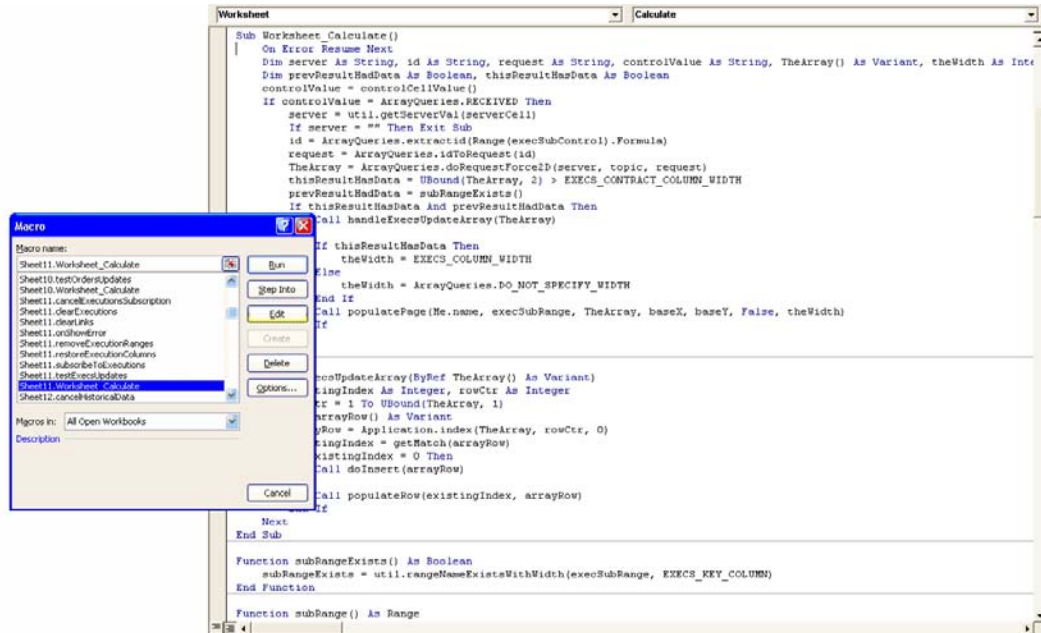 Worksheet
Calculate
Sub Worksheet_Calculate()
On Error Resume Next
Dim server As String, id As String, request As String, controlValue As String, TheArray() As Variant, theWidth As Inte
Dim prevResultHadData As Boolean, thisResultHasData As Boolean
controlValue = controlCellValue()
If controlValue = ArrayQueries.RECEIVED Then
server = util.getServerVal(serverCell)
If server = "" Then Exit Sub
id = ArrayQueries.extractid(Range(execSubControl).Formula)
request = ArrayQueries.idToRequest(id)
TheArray = ArrayQueries.doRequestForce2D(server, topic, request)
thisResultHasData = UBound(TheArray, 2) > EXECS_CONTRACT_COLUMN_WIDTH
prevResultHadData = subRangeExists()
If thisResultHasData And prevResultHadData Then
Call handleExecsUpdateArray(TheArray)
If thisResultHasData Then
theWidth = EXECS_COLUMN_WIDTH
Else
theWidth = ArrayQueries.DO_NOT_SPECIFY_WIDTH
End If
Call populatePage(Me.name, execSubRange, TheArray, baseX, baseY, False, theWidth)
If
ecsUpdateArray(ByRef TheArray() As Variant)
tingIndex As Integer, rowCtr As Integer
tr = 1 To UBound(TheArray, 1)
arrayRow() As Variant
yRow = Application.index(TheArray, rowCtr, 0)
tingIndex = getMatch(arrayRow)
xistingIndex = 0 Then
Call doInsert(arrayRow)
Call populateRow(existingIndex, arrayRow)
End If
Next
End Sub
Function subRangeExists() As Boolean
subRangeExists = util.rangeNameExistsWithWidth(execSubRange, EXECS_KEY_COLUMN)
End Function
Function subRange() As Range
Macro
Macro name:
Sheet11.Worksheet_Calculate
Sheet10.testOrdersUpdates
Sheet10.Worksheet_Calculate
Sheet11.cancelExecutionsSubscription
Sheet11.clearExecutions
Sheet11.clearLinks
Sheet11.onShowError
Sheet11.removeExecutionRanges
Sheet11.restoreExecutionColumns
Sheet11.subscribeToExecutions
Sheet11.testExecsUpdates
Sheet11.Worksheet_Calculate
Sheet12.cancelHistoricalData
Run
Step Into
Edit
Create
Delete
Options...
Macros in: All Open Workbooks
Description
Cancel